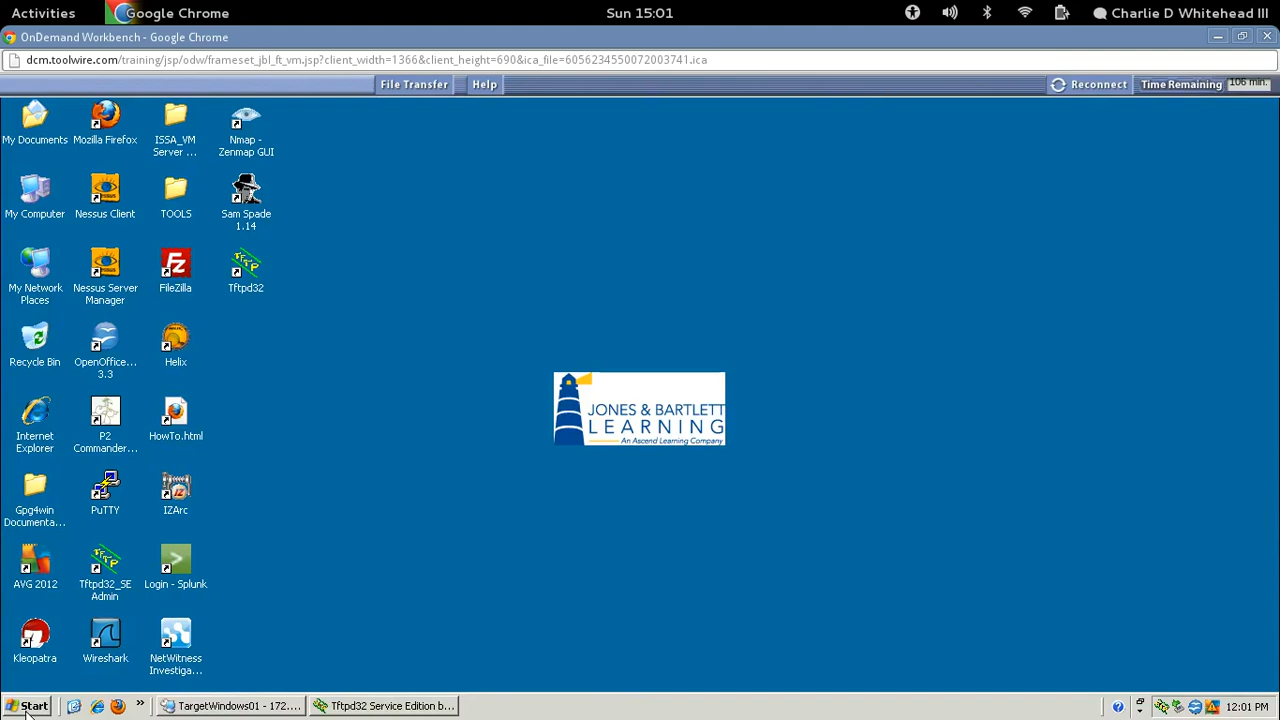 Activities Google Chrome Sun 15:01 Charlie D Whitehead III
OnDemand Workbench - Google Chrome
dcm.toolwire.com/training/jsp/odw/frameset_jbl_ft_vm.jsp?client_width=1366&client_height=690&ica_file=6056234550072003741.ica
File Transfer Help Reconnect Time Remaining 106 min.
My Documents Mozilla Firefox ISSA_VM Nmap -
Server ... Zenmap GUI
My Computer Nessus Client TOOLS Sam Spade
1.14
My Network Nessus Server FileZilla Tftpd32
Places Manager
Recycle Bin OpenOffice... Helix
3.3
Internet P2 HowTo.html
Explorer Commander...
JONES & BARTLETT
LEARNING
An Ascend Learning Company
Gpg4win PuTTY IZArc
Documenta...
AVG 2012 Tftpd32_SE Login - Splunk
Admin
Kleopatra Wireshark NetWitness
Investiga...
Start TargetWindows01 - 172.... Tftpd32 Service Edition b... 12:01 PM